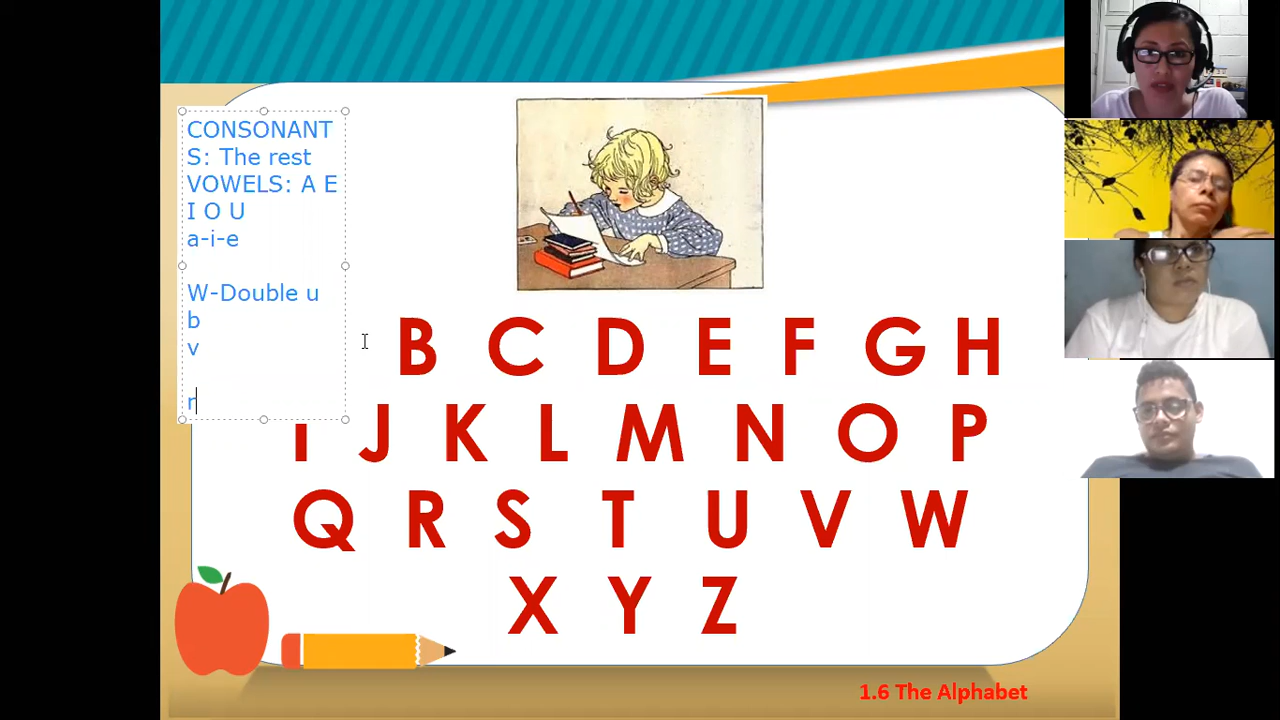 CONSONANT
S: The rest
VOWELS: A E
I O U
a-i-e
W-Double u
b
v
r
B C D E F G H
I J K L M N O P
Q R S T U V W
X Y Z
1.6 The Alphabet